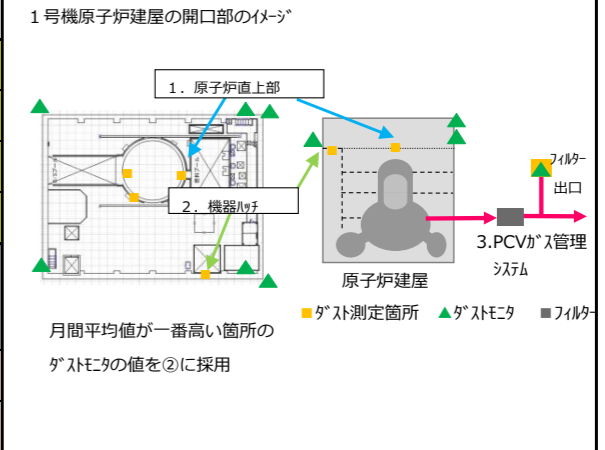 １号機原子炉建屋の開口部のｲﾒｰｼﾞ
１．原子炉直上部
２．機器ﾊｯﾁ
ﾌｨﾙﾀｰ
出口
3.PCVｶﾞｽ管理
ｼｽﾃﾑ
原子炉建屋
■ﾀﾞｽﾄ測定箇所 ▲ﾀﾞｽﾄﾓﾆﾀ ■ﾌｨﾙﾀｰ
月間平均値が一番高い箇所の
ﾀﾞｽﾄﾓﾆﾀの値を②に採用